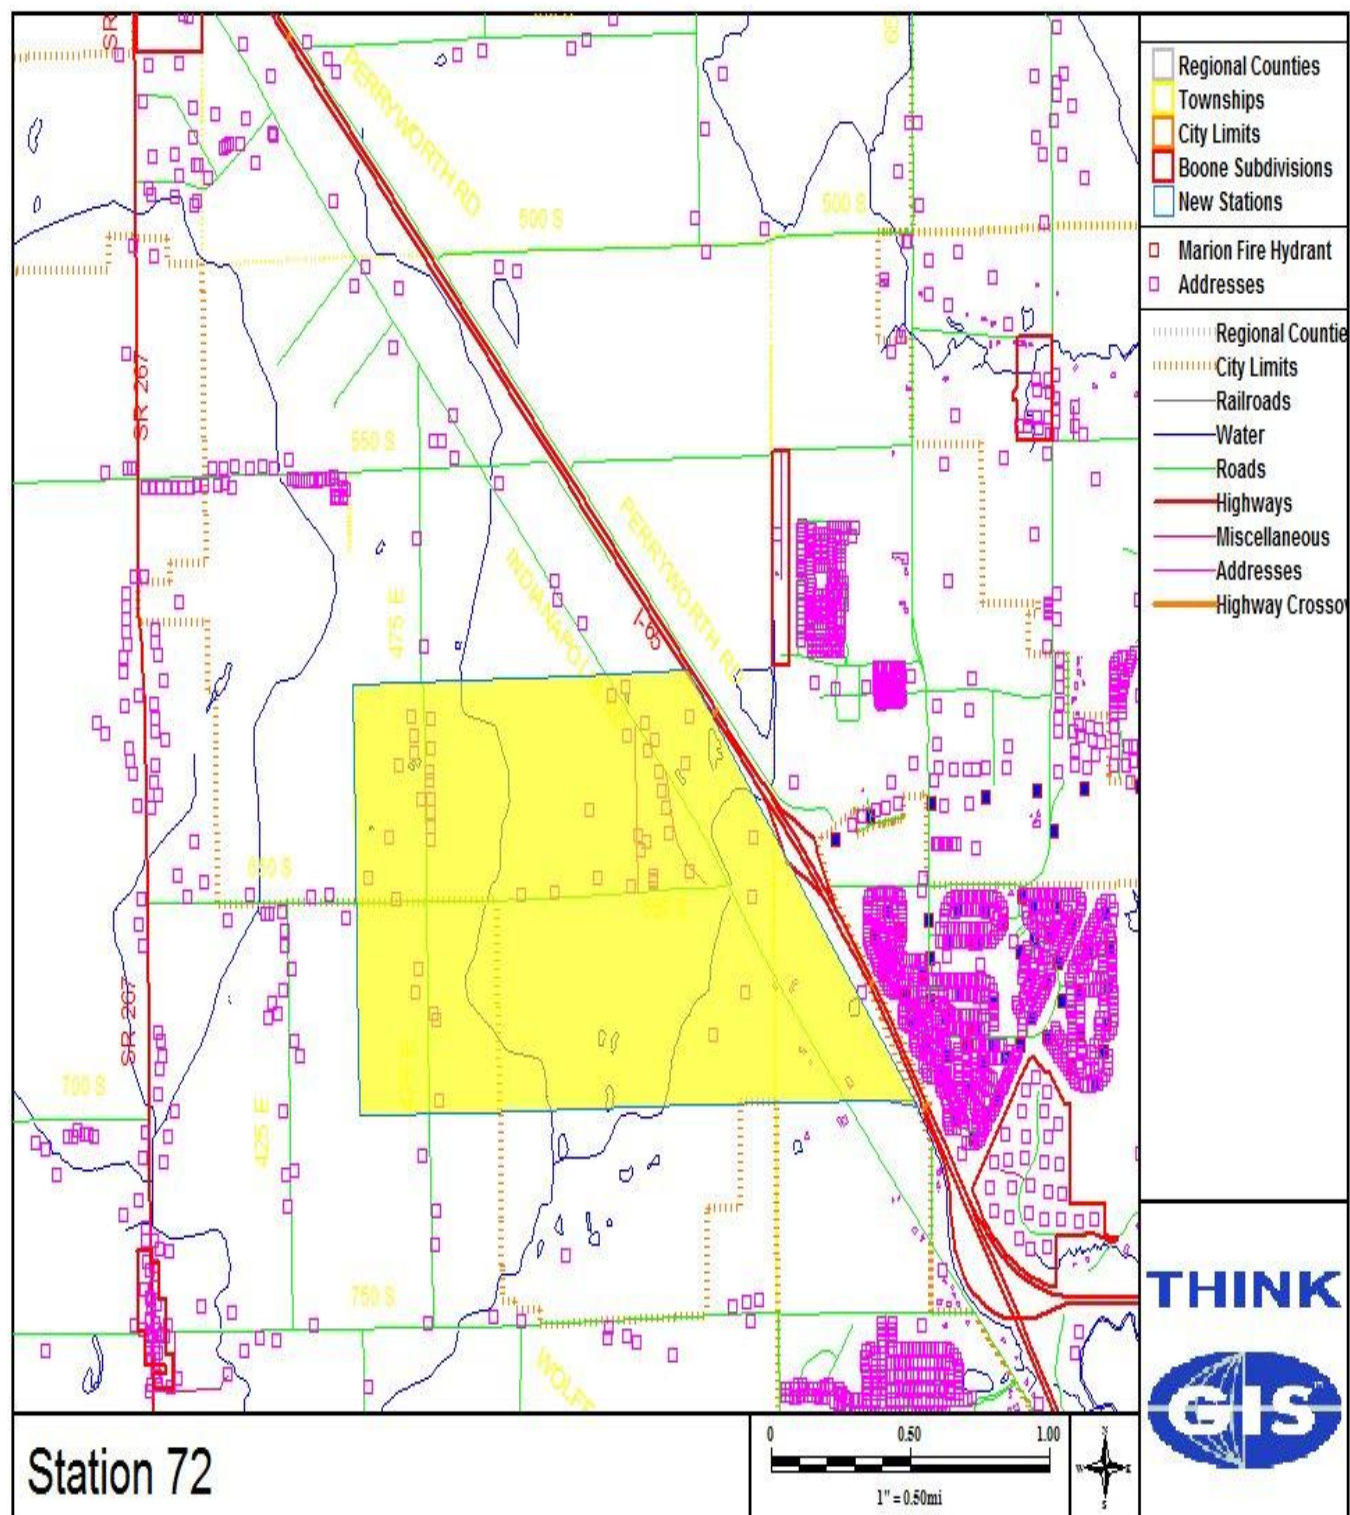 SR
PERRYWORTH RD
500 S
500 S
SR 267
550 S
PERRYWORTH R
INDIANAPOL
I-65
475 E
650 S
SR 267
700 S
425 E
750 S
WOLFE
Regional Counties
Townships
City Limits
Boone Subdivisions
New Stations
Marion Fire Hydrant
Addresses
Regional Countie
City Limits
Railroads
Water
Roads
Highways
Miscellaneous
Addresses
Highway Crosso
THINK
GIS
Station 72
0 0.50 1.00
1" = 0.50mi
N
W E
S